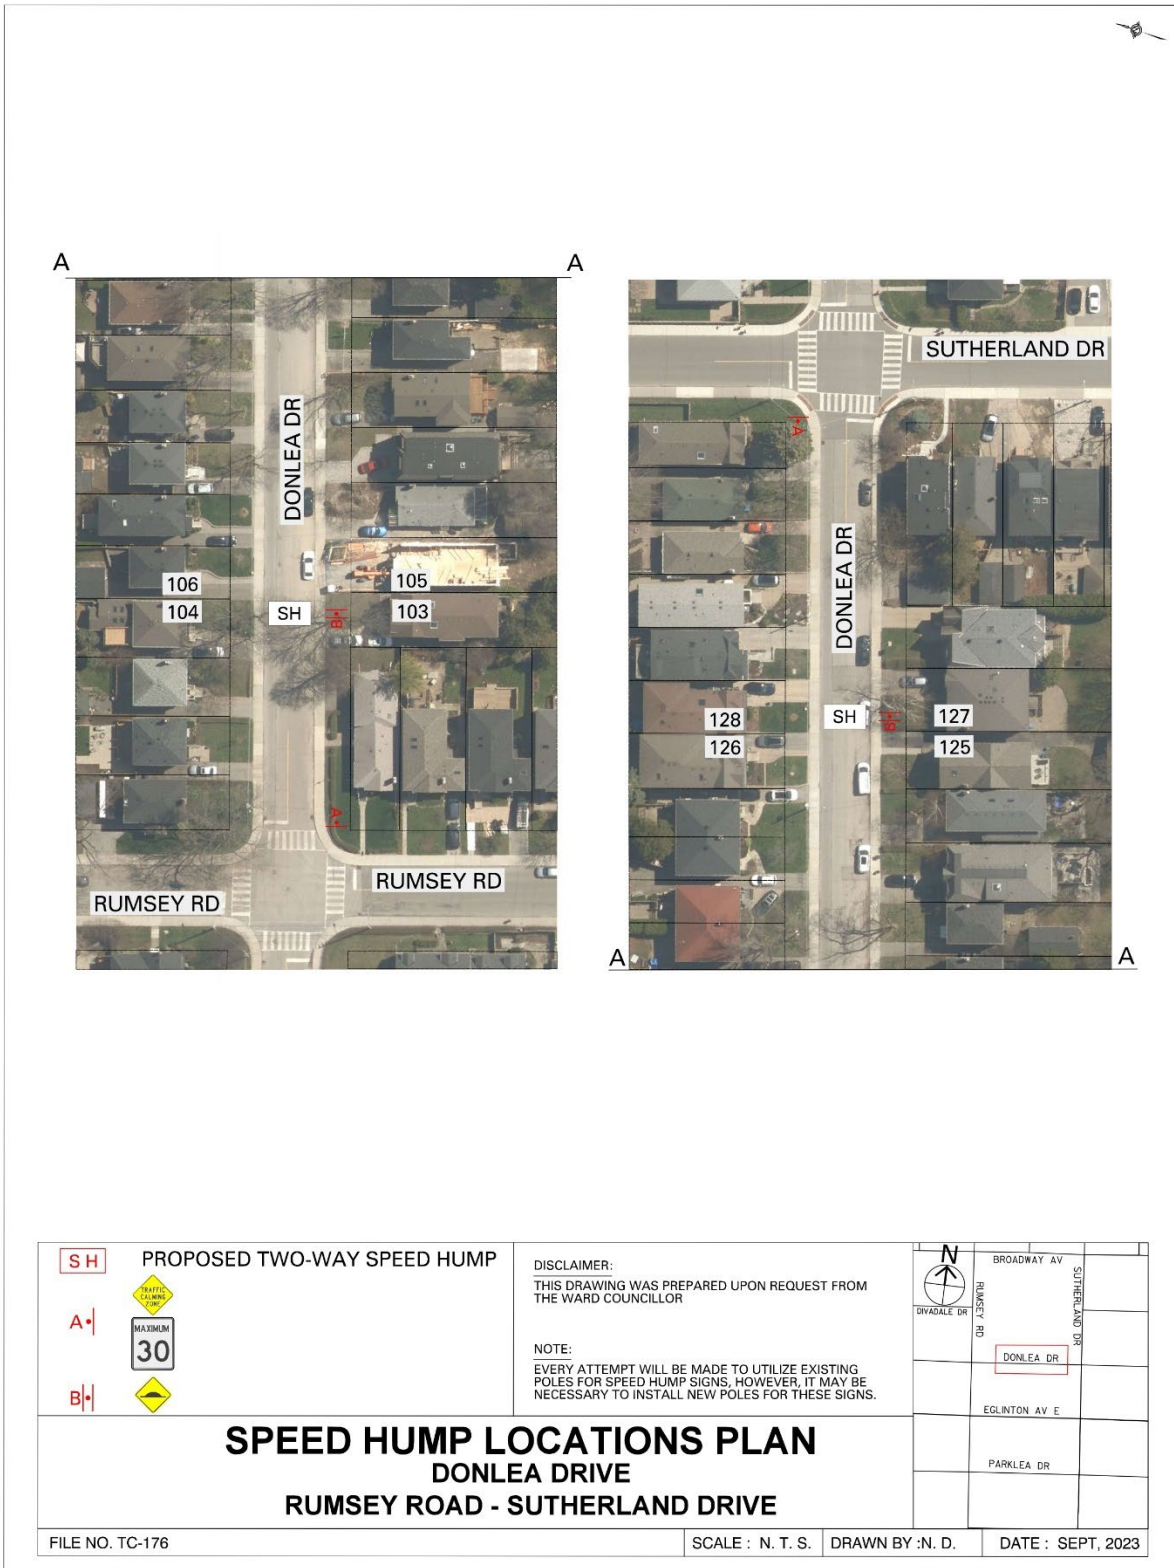 A
A
DONLEA DR
106
104
SH
105
103
B
A
RUMSEY RD
RUMSEY RD
SUTHERLAND DR
A
DONLEA DR
128
126
SH
B
127
125
A
A
S H
PROPOSED TWO-WAY SPEED HUMP
A
TRAFFIC
CALMING
ZONE
MAXIMUM
30
B
DISCLAIMER:
THIS DRAWING WAS PREPARED UPON REQUEST FROM
THE WARD COUNCILLOR
NOTE:
EVERY ATTEMPT WILL BE MADE TO UTILIZE EXISTING
POLES FOR SPEED HUMP SIGNS, HOWEVER, IT MAY BE
NECESSARY TO INSTALL NEW POLES FOR THESE SIGNS.
N
BROADWAY AV
RUMSEY RD
SUTHERLAND DR
DIVADALE DR
DONLEA DR
EGLINTON AV E
PARKLEA DR
SPEED HUMP LOCATIONS PLAN
DONLEA DRIVE
RUMSEY ROAD - SUTHERLAND DRIVE
FILE NO. TC-176
SCALE : N. T. S.
DRAWN BY :N. D.
DATE : SEPT, 2023